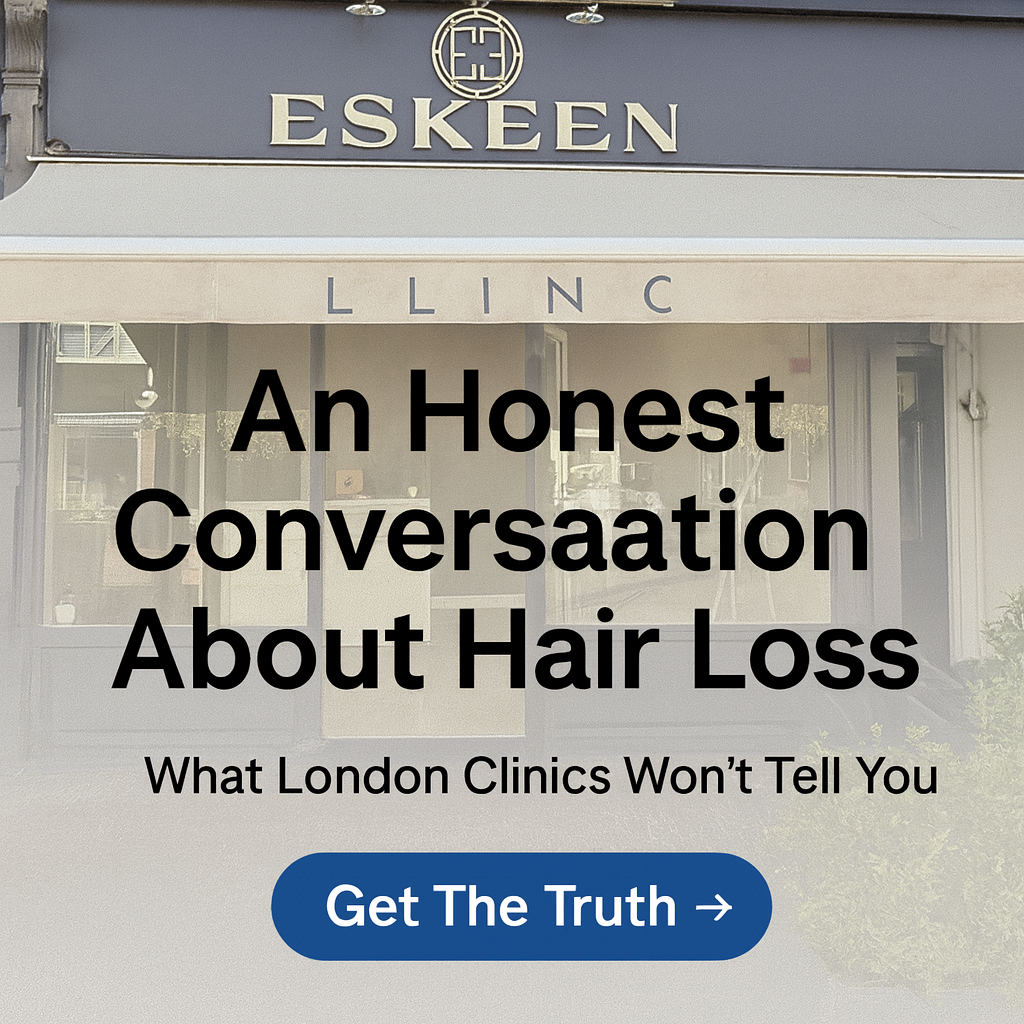 ESKEEN
LLINC
An Honest
Conversaation
About Hair Loss
What London Clinics Won't Tell You
Get The Truth →